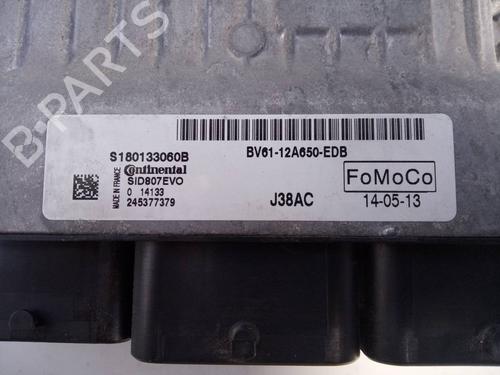 B-PARTS
S180133060B
Continental
SID807EVO
0 14133
245377379
MADE IN FRANCE
BV61-12A650-EDB
J38AC
FoMoCo
14-05-13